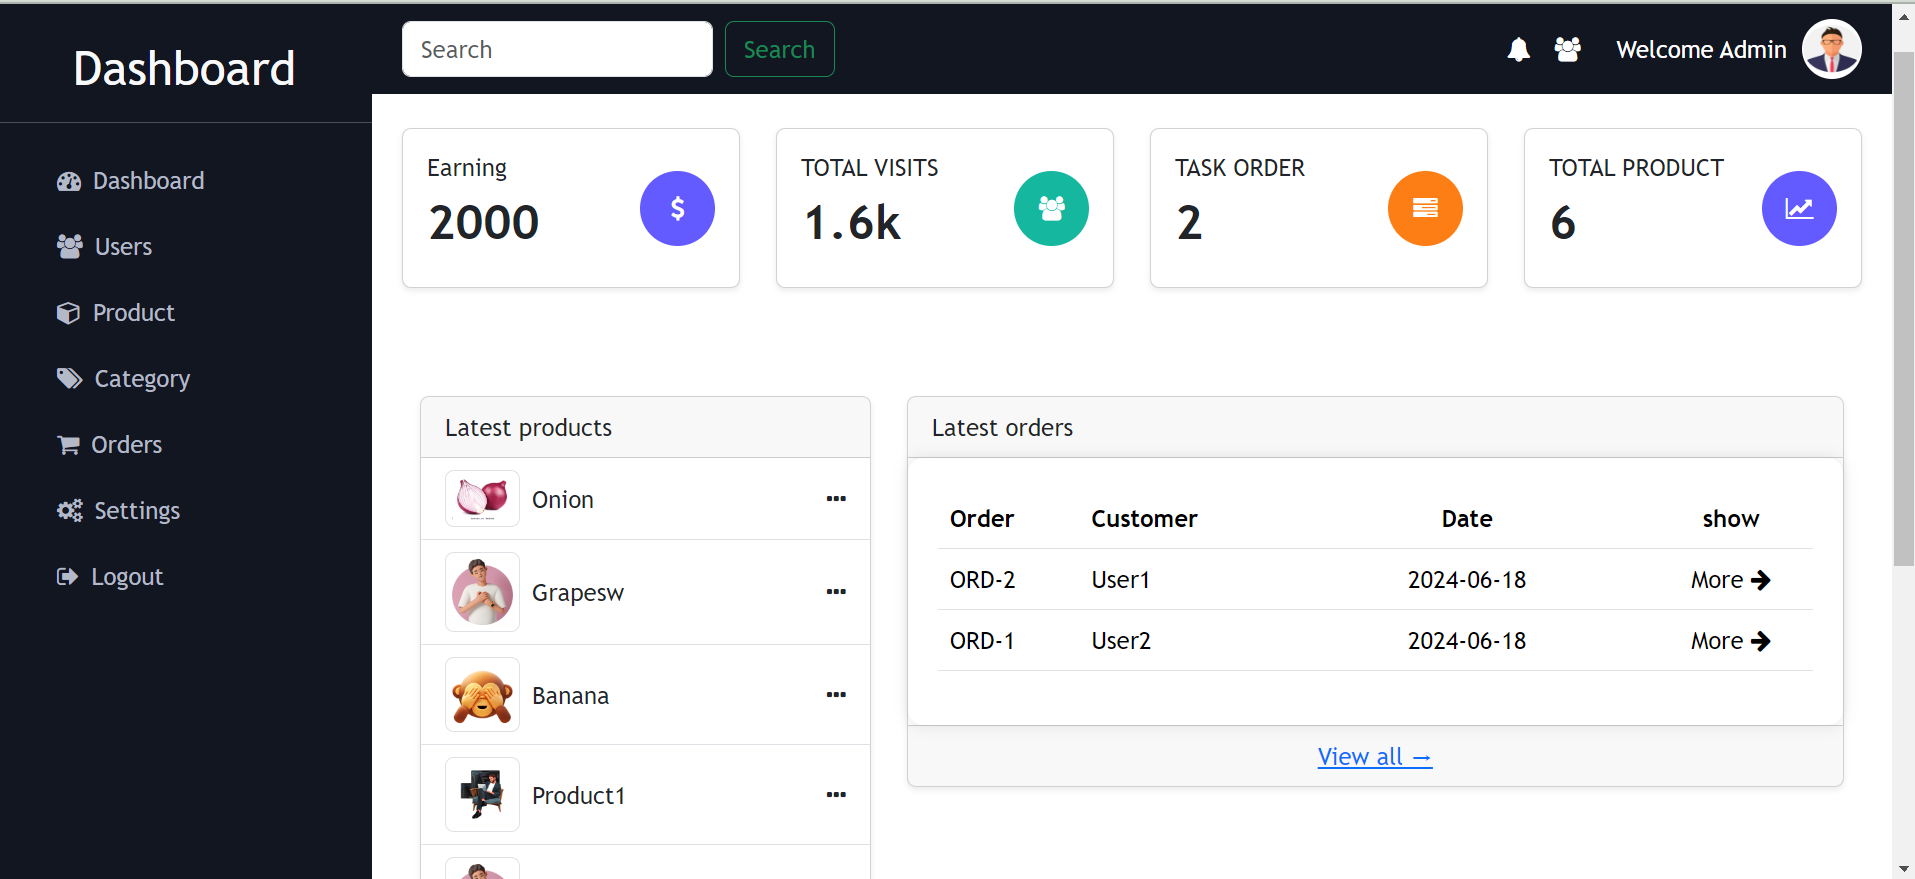 Dashboard
Dashboard
Users
Product
Category
Orders
Settings
Logout
Search
Search
Welcome Admin
Earning
2000
TOTAL VISITS
1.6k
TASK ORDER
2
TOTAL PRODUCT
6
Latest products
Onion
Grapesw
Banana
Product1
Latest orders
Order Customer Date show
ORD-2 User1 2024-06-18 More
ORD-1 User2 2024-06-18 More
View all →